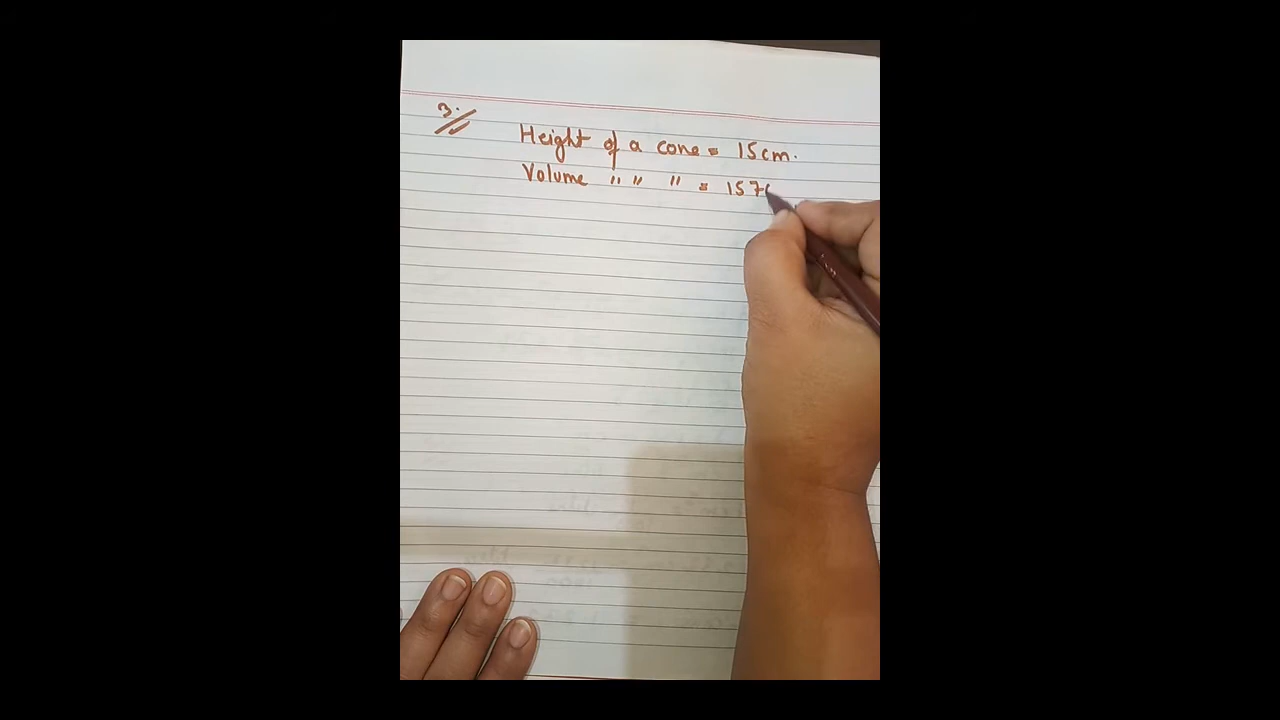 3.
Height of a cone = 15cm.
Volume " " " = 157